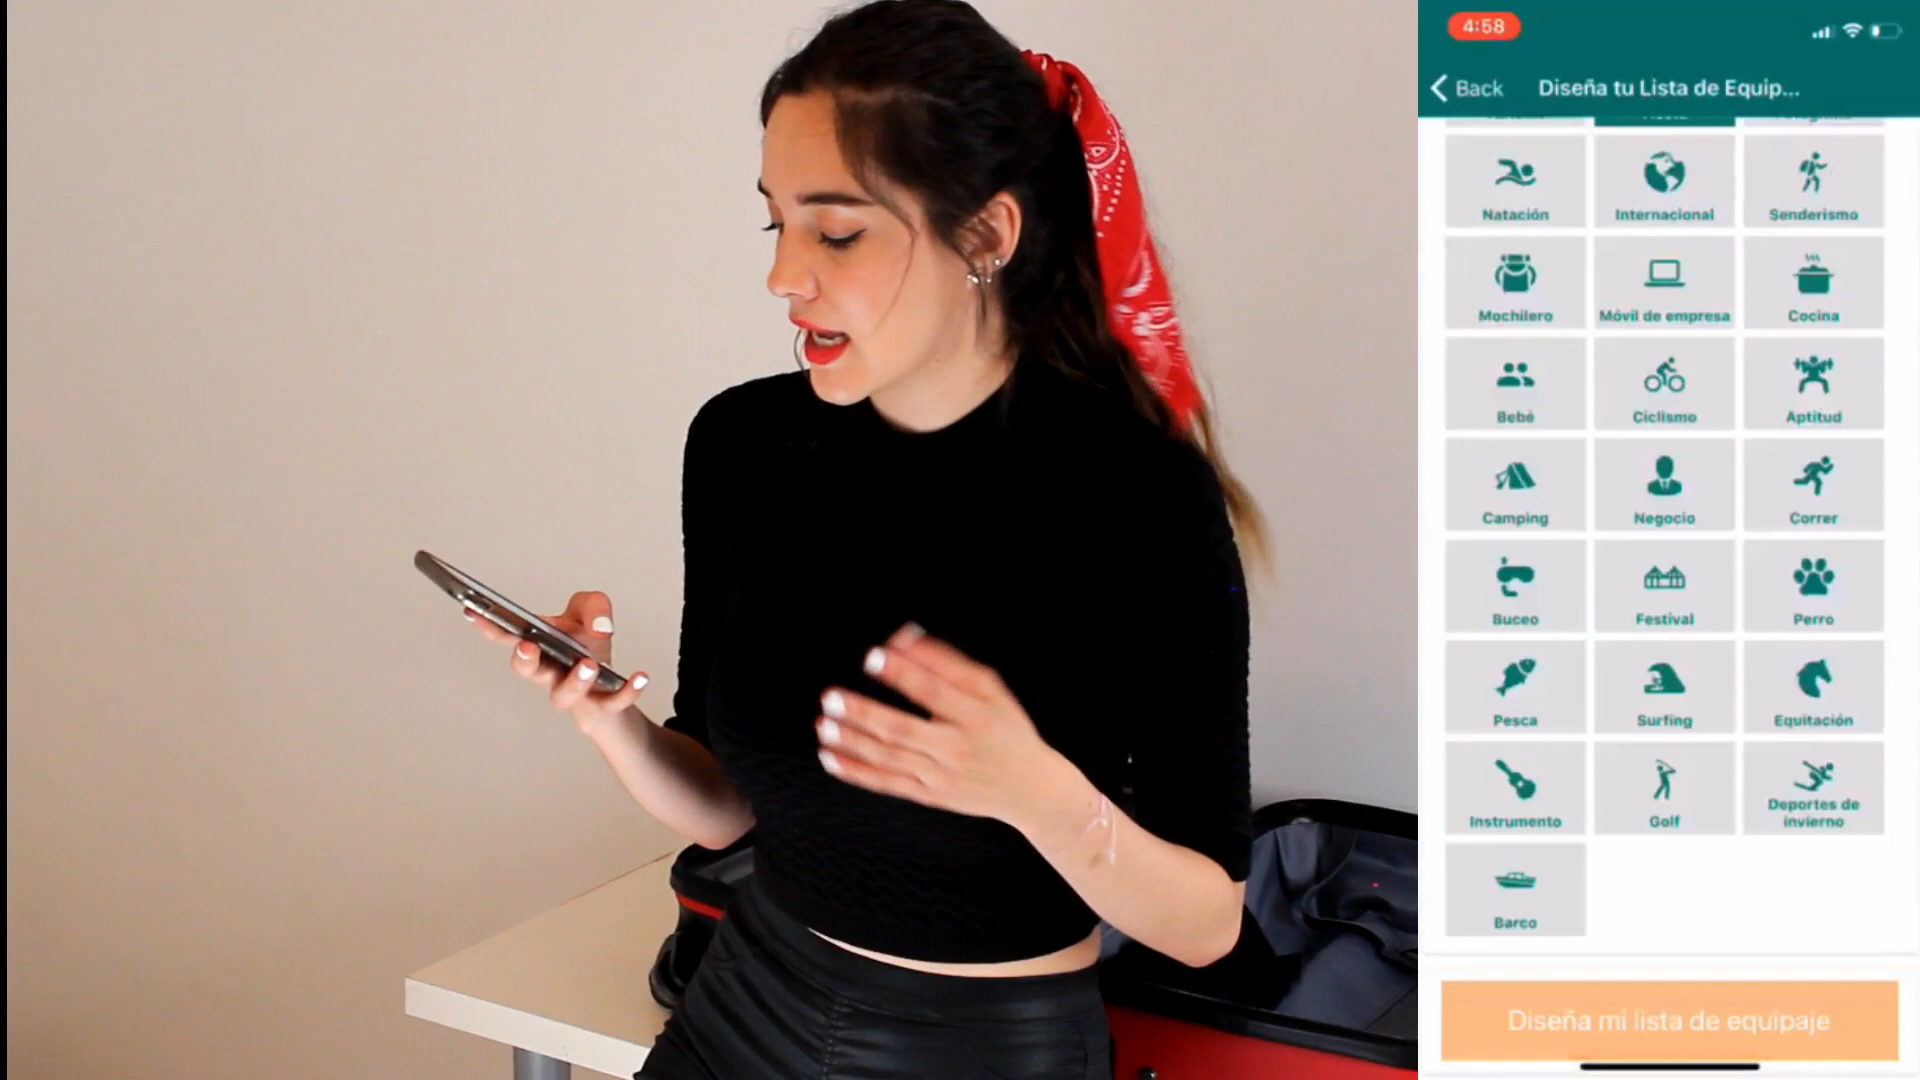 4:58
Back
Diseña tu Lista de Equip...
Natación
Internacional
Senderismo
Mochilero
Móvil de empresa
Cocina
Bebé
Ciclismo
Aptitud
Camping
Negocio
Correr
Buceo
Festival
Perro
Pesca
Surfing
Equitación
Instrumento
Golf
Deportes de
invierno
Barco
Diseña mi lista de equipaje